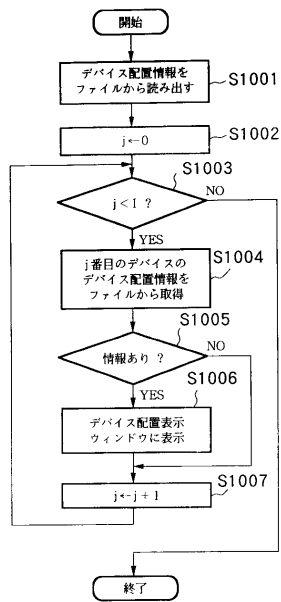 開始
デバイス配置情報を
ファイルから読み出す
S1001
j←0
S1002
S1003
j<I ?
NO
YES
j番目のデバイスの
デバイス配置情報を
ファイルから取得
S1004
S1005
情報あり ?
NO
YES
S1006
デバイス配置表示
ウィンドウに表示
j←j+1
S1007
終了